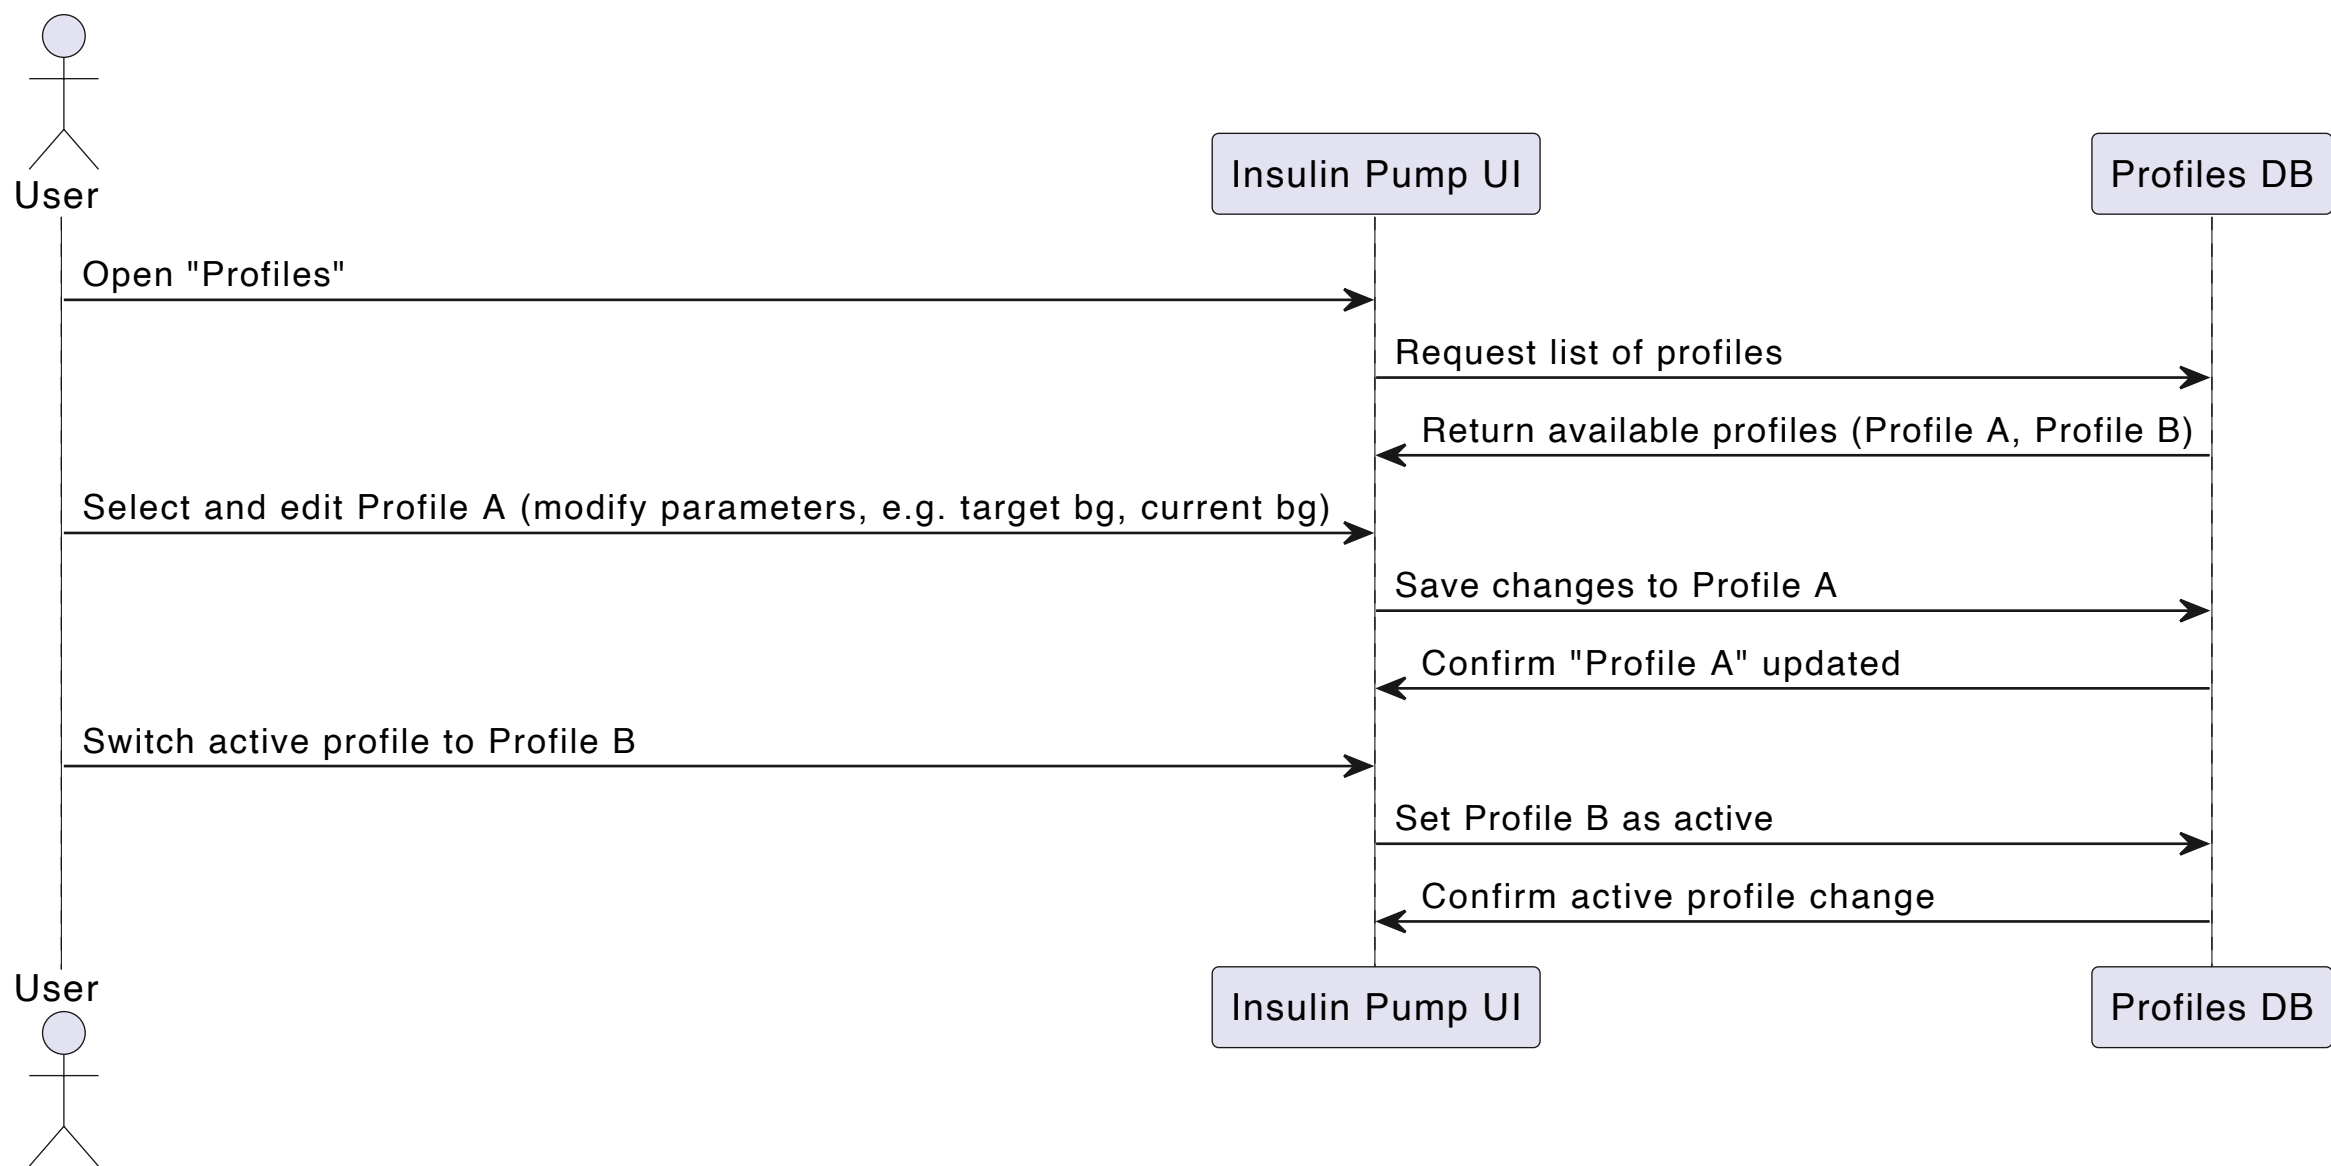 User
Insulin Pump UI
Profiles DB
Open "Profiles"
Request list of profiles
Return available profiles (Profile A, Profile B)
Select and edit Profile A (modify parameters, e.g. target bg, current bg)
Save changes to Profile A
Confirm "Profile A" updated
Switch active profile to Profile B
Set Profile B as active
Confirm active profile change
User
Insulin Pump UI
Profiles DB